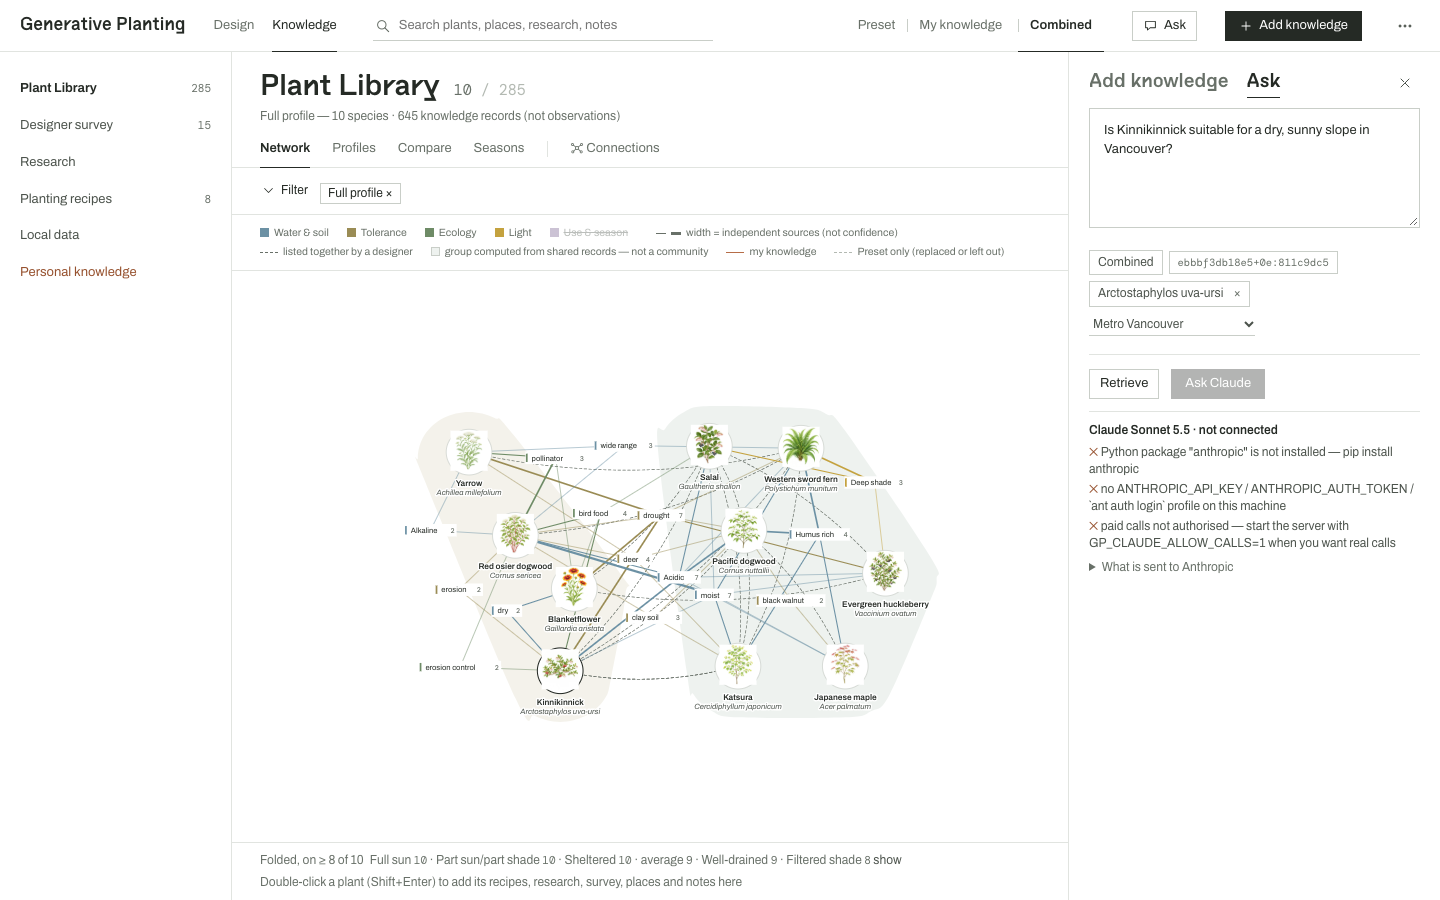 Generative Planting
Design
Knowledge
Search plants, places, research, notes
Preset
My knowledge
Combined
Ask
+ Add knowledge
Plant Library 285
Designer survey 15
Research
Planting recipes 8
Local data
Personal knowledge
Plant Library 10 / 285
Full profile — 10 species · 645 knowledge records (not observations)
Network
Profiles
Compare
Seasons
Connections
Filter
Full profile ×
Water & soil
Tolerance
Ecology
Light
Use & season
width = independent sources (not confidence)
listed together by a designer
group computed from shared records — not a community
my knowledge
Preset only (replaced or left out)
wide range 3
pollinator 3
Yarrow
Achillea millefolium
Salal
Gaultheria shallon
Western sword fern
Polystichum munitum
Deep shade 3
bird food 4
drought 7
Alkaline 2
Humus rich 4
deer 4
Pacific dogwood
Cornus nuttallii
Red osier dogwood
Cornus sericea
Acidic 7
erosion 2
moist 7
black walnut 2
Evergreen huckleberry
Vaccinium ovatum
dry 2
Blanketflower
Gaillardia aristata
clay soil 3
erosion control 2
Kinnikinnick
Arctostaphylos uva-ursi
Katsura
Cercidiphyllum japonicum
Japanese maple
Acer palmatum
Folded, on ≥ 8 of 10 Full sun 10 · Part sun/part shade 10 · Sheltered 10 · average 9 · Well-drained 9 · Filtered shade 8 show
Double-click a plant (Shift+Enter) to add its recipes, research, survey, places and notes here
Add knowledge
Ask
×
Is Kinnikinnick suitable for a dry, sunny slope in
Vancouver?
Combined
ebbbf3db18e5+0e:811c9dc5
Arctostaphylos uva-ursi ×
Metro Vancouver
Retrieve
Ask Claude
Claude Sonnet 5.5 · not connected
× Python package "anthropic" is not installed — pip install
anthropic
× no ANTHROPIC_API_KEY / ANTHROPIC_AUTH_TOKEN /
`ant auth login` profile on this machine
× paid calls not authorised — start the server with
GP_CLAUDE_ALLOW_CALLS=1 when you want real calls
What is sent to Anthropic